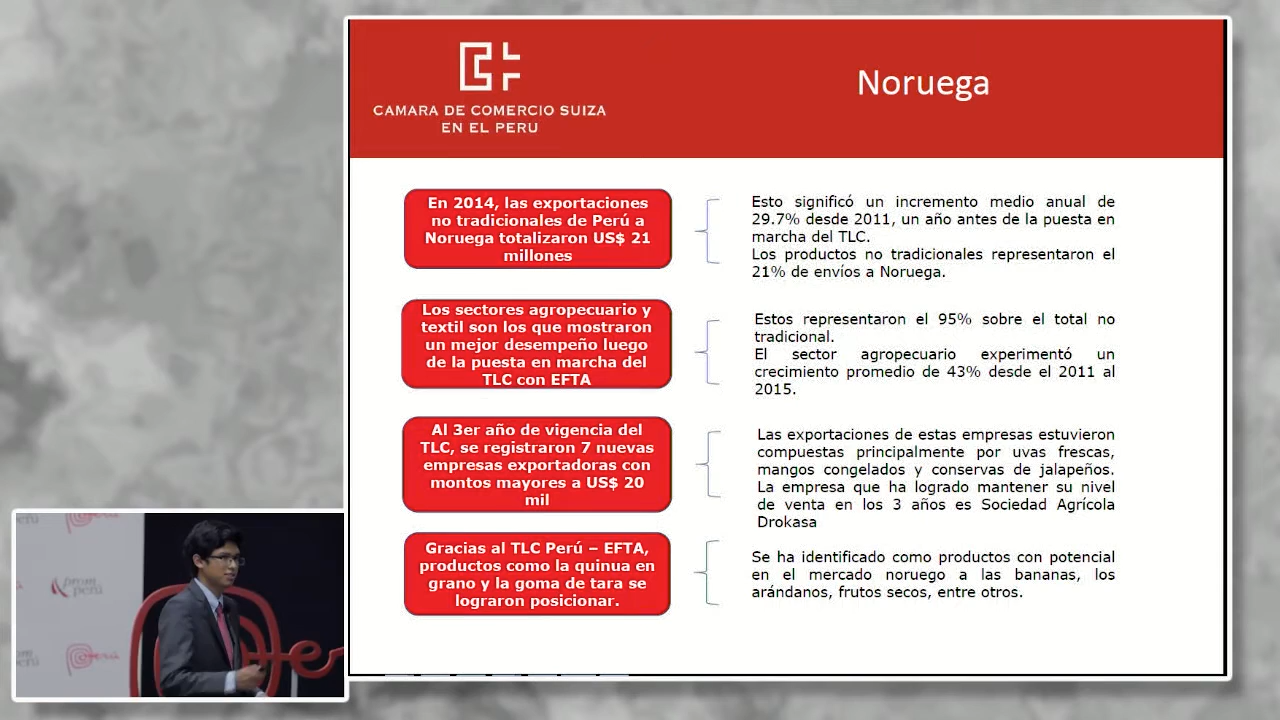 CAMARA DE COMERCIO SUIZA
EN EL PERU
Noruega
En 2014, las exportaciones
no tradicionales de Perú a
Noruega totalizaron US$ 21
millones
Esto significó un incremento medio anual de
29.7% desde 2011, un año antes de la puesta en
marcha del TLC.
Los productos no tradicionales representaron el
21% de envíos a Noruega.
Los sectores agropecuario y
textil son los que mostraron
un mejor desempeño luego
de la puesta en marcha del
TLC con EFTA
Estos representaron el 95% sobre el total no
tradicional.
El sector agropecuario experimentó un
crecimiento promedio de 43% desde el 2011 al
2015.
Al 3er año de vigencia del
TLC, se registraron 7 nuevas
empresas exportadoras con
montos mayores a US$ 20
mil
Las exportaciones de estas empresas estuvieron
compuestas principalmente por uvas frescas,
mangos congelados y conservas de jalapeños.
La empresa que ha logrado mantener su nivel
de venta en los 3 años es Sociedad Agrícola
Drokasa
Gracias al TLC Perú – EFTA,
productos como la quinua en
grano y la goma de tara se
lograron posicionar.
Se ha identificado como productos con potencial
en el mercado noruego a las bananas, los
arándanos, frutos secos, entre otros.
prom
perú